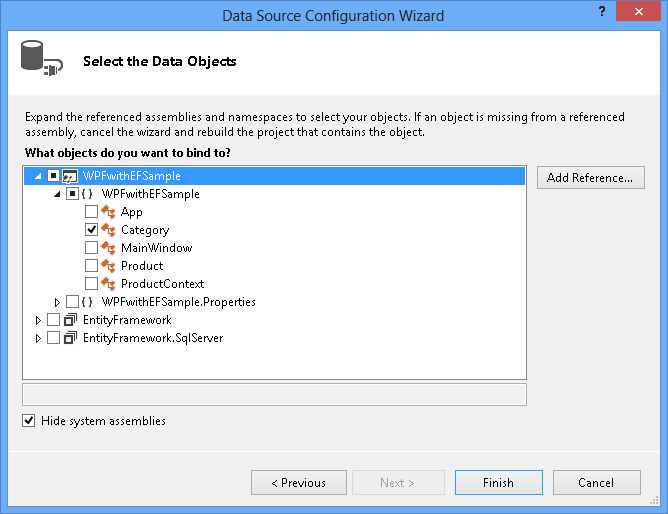 Data Source Configuration Wizard
?
Select the Data Objects
Expand the referenced assemblies and namespaces to select your objects. If an object is missing from a referenced
assembly, cancel the wizard and rebuild the project that contains the object.
What objects do you want to bind to?
WPFwithEFSample
Add Reference...
{ } WPFwithEFSample
App
Category
MainWindow
Product
ProductContext
{ } WPFwithEFSample.Properties
EntityFramework
EntityFramework.SqlServer
Hide system assemblies
< Previous
Next >
Finish
Cancel